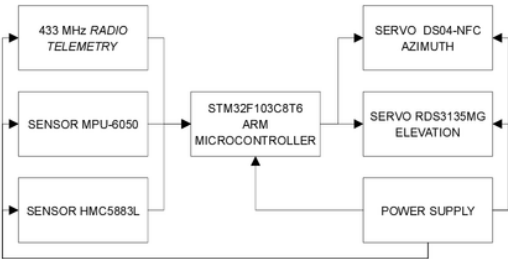 433 MHz RADIO
TELEMETRY
SENSOR MPU-6050
SENSOR HMC5883L
STM32F103C8T6
ARM
MICROCONTROLLER
SERVO DS04-NFC
AZIMUTH
SERVO RDS3135MG
ELEVATION
POWER SUPPLY